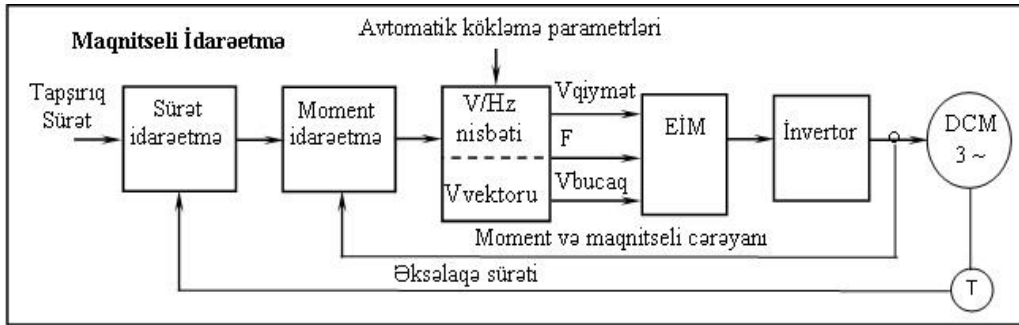 Avtomatik kökləmə parametrləri
Maqnitseli İdarəetmə
Tapşırıq
Sürət
Sürət
idarəetmə
Moment
idarəetmə
V/Hz
nisbəti
Vvektoru
Vqiymət
F
Vbucaq
EİM
İnvertor
DCM
3 ~
Moment və maqnitseli cərəyanı
Əksəlaqə sürəti
T